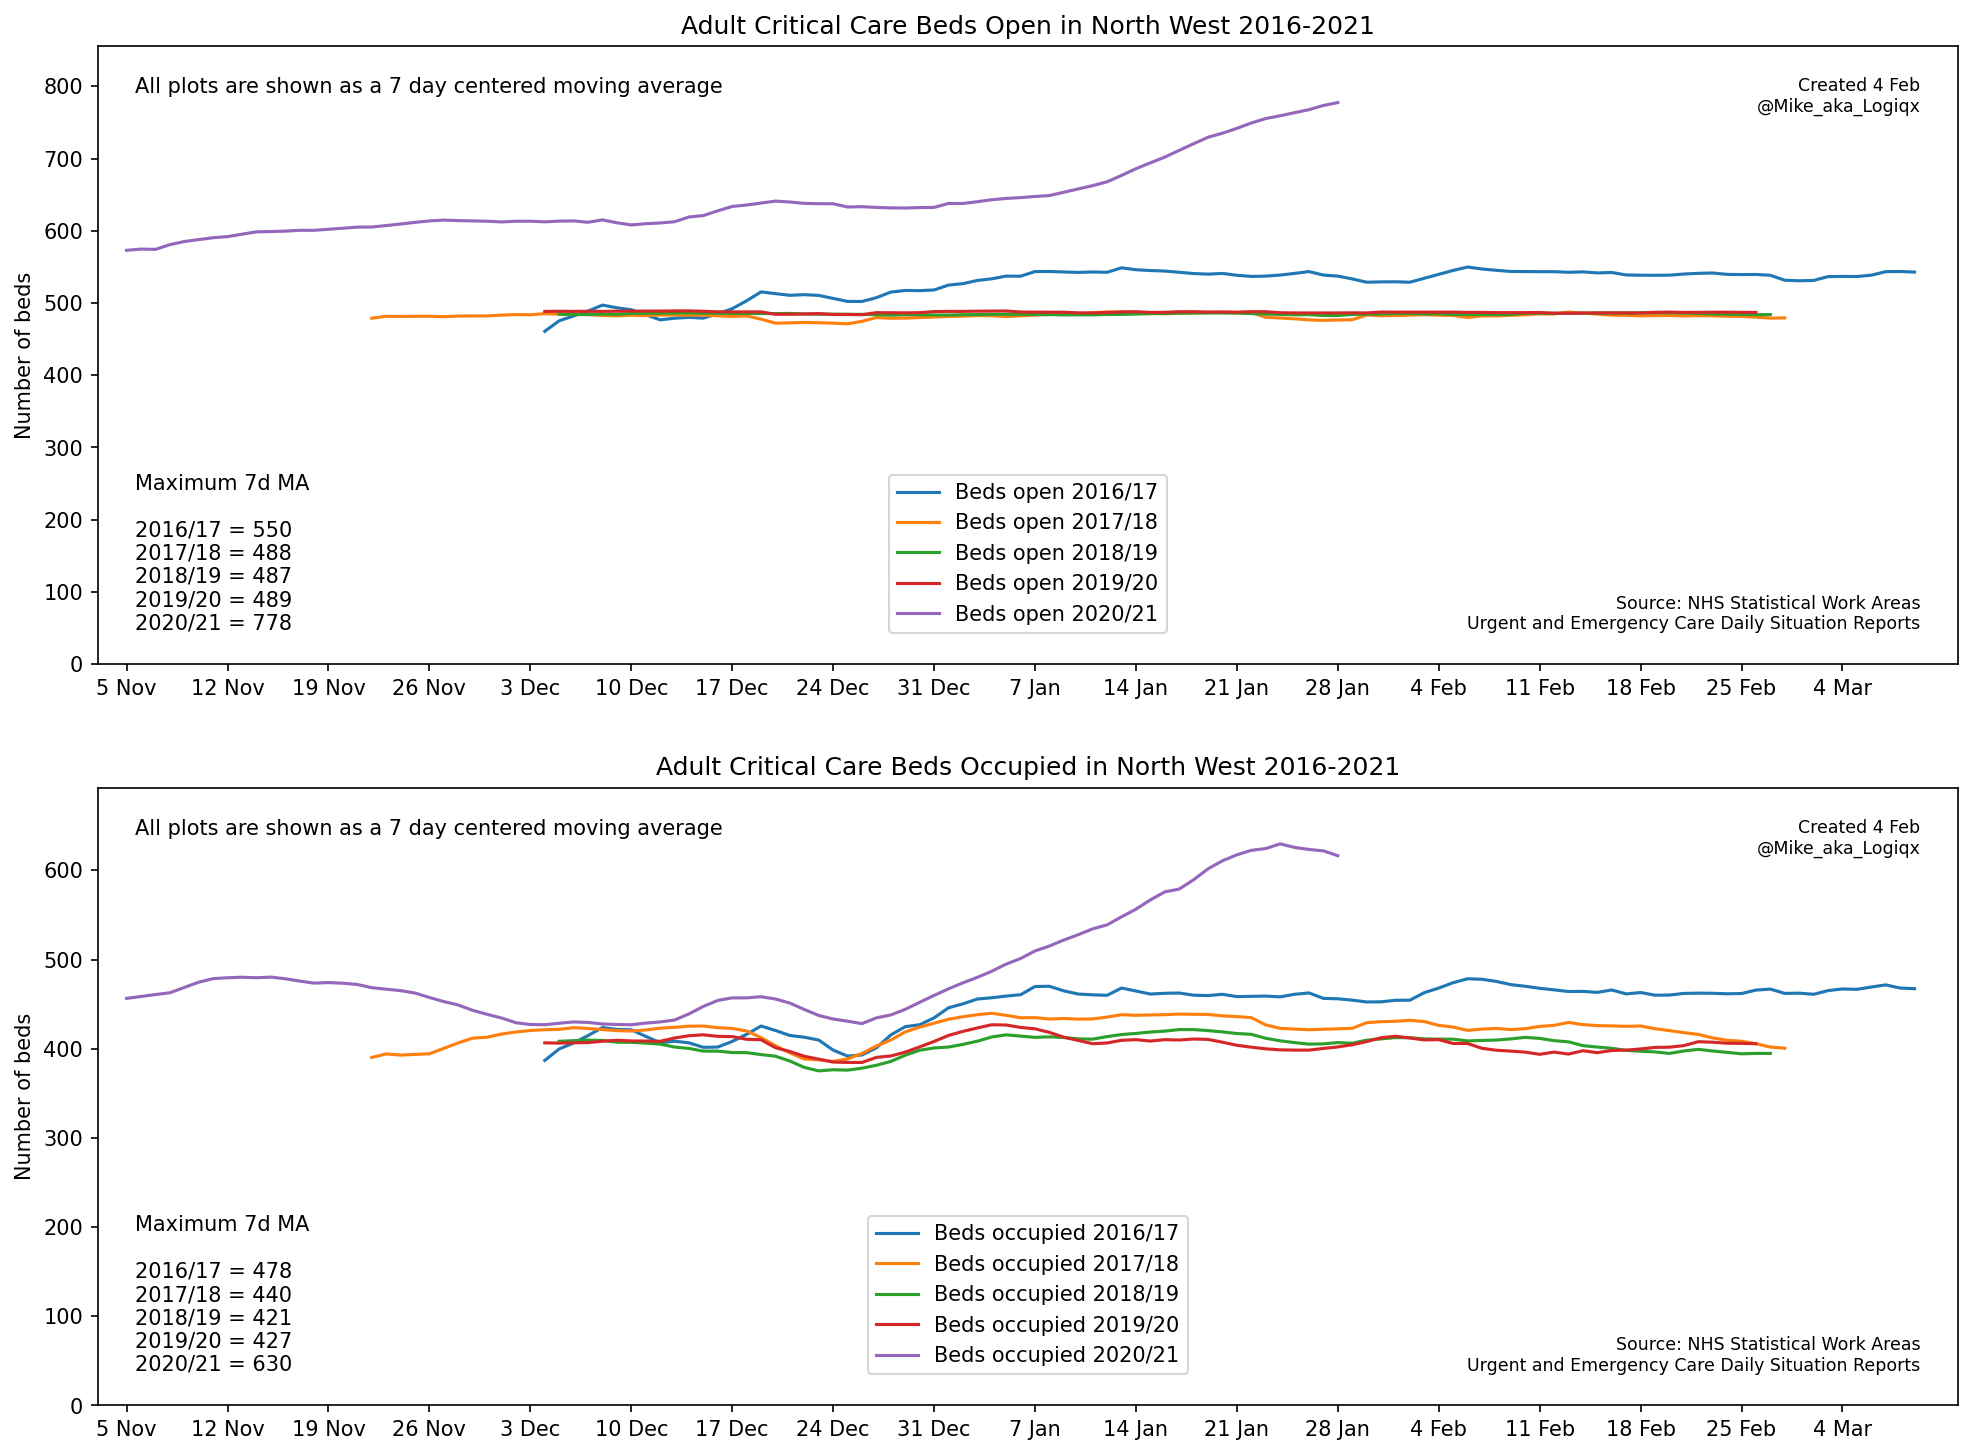 Adult Critical Care Beds Open in North West 2016-2021
All plots are shown as a 7 day centered moving average
Created 4 Feb
@Mike_aka_Logiqx
Number of beds
800
700
600
500
400
300
200
100
0
Maximum 7d MA
2016/17 = 550
2017/18 = 488
2018/19 = 487
2019/20 = 489
2020/21 = 778
Beds open 2016/17
Beds open 2017/18
Beds open 2018/19
Beds open 2019/20
Beds open 2020/21
Source: NHS Statistical Work Areas
Urgent and Emergency Care Daily Situation Reports
5 Nov 12 Nov 19 Nov 26 Nov 3 Dec 10 Dec 17 Dec 24 Dec 31 Dec 7 Jan 14 Jan 21 Jan 28 Jan 4 Feb 11 Feb 18 Feb 25 Feb 4 Mar
Adult Critical Care Beds Occupied in North West 2016-2021
All plots are shown as a 7 day centered moving average
Created 4 Feb
@Mike_aka_Logiqx
Number of beds
600
500
400
300
200
100
0
Maximum 7d MA
2016/17 = 478
2017/18 = 440
2018/19 = 421
2019/20 = 427
2020/21 = 630
Beds occupied 2016/17
Beds occupied 2017/18
Beds occupied 2018/19
Beds occupied 2019/20
Beds occupied 2020/21
Source: NHS Statistical Work Areas
Urgent and Emergency Care Daily Situation Reports
5 Nov 12 Nov 19 Nov 26 Nov 3 Dec 10 Dec 17 Dec 24 Dec 31 Dec 7 Jan 14 Jan 21 Jan 28 Jan 4 Feb 11 Feb 18 Feb 25 Feb 4 Mar